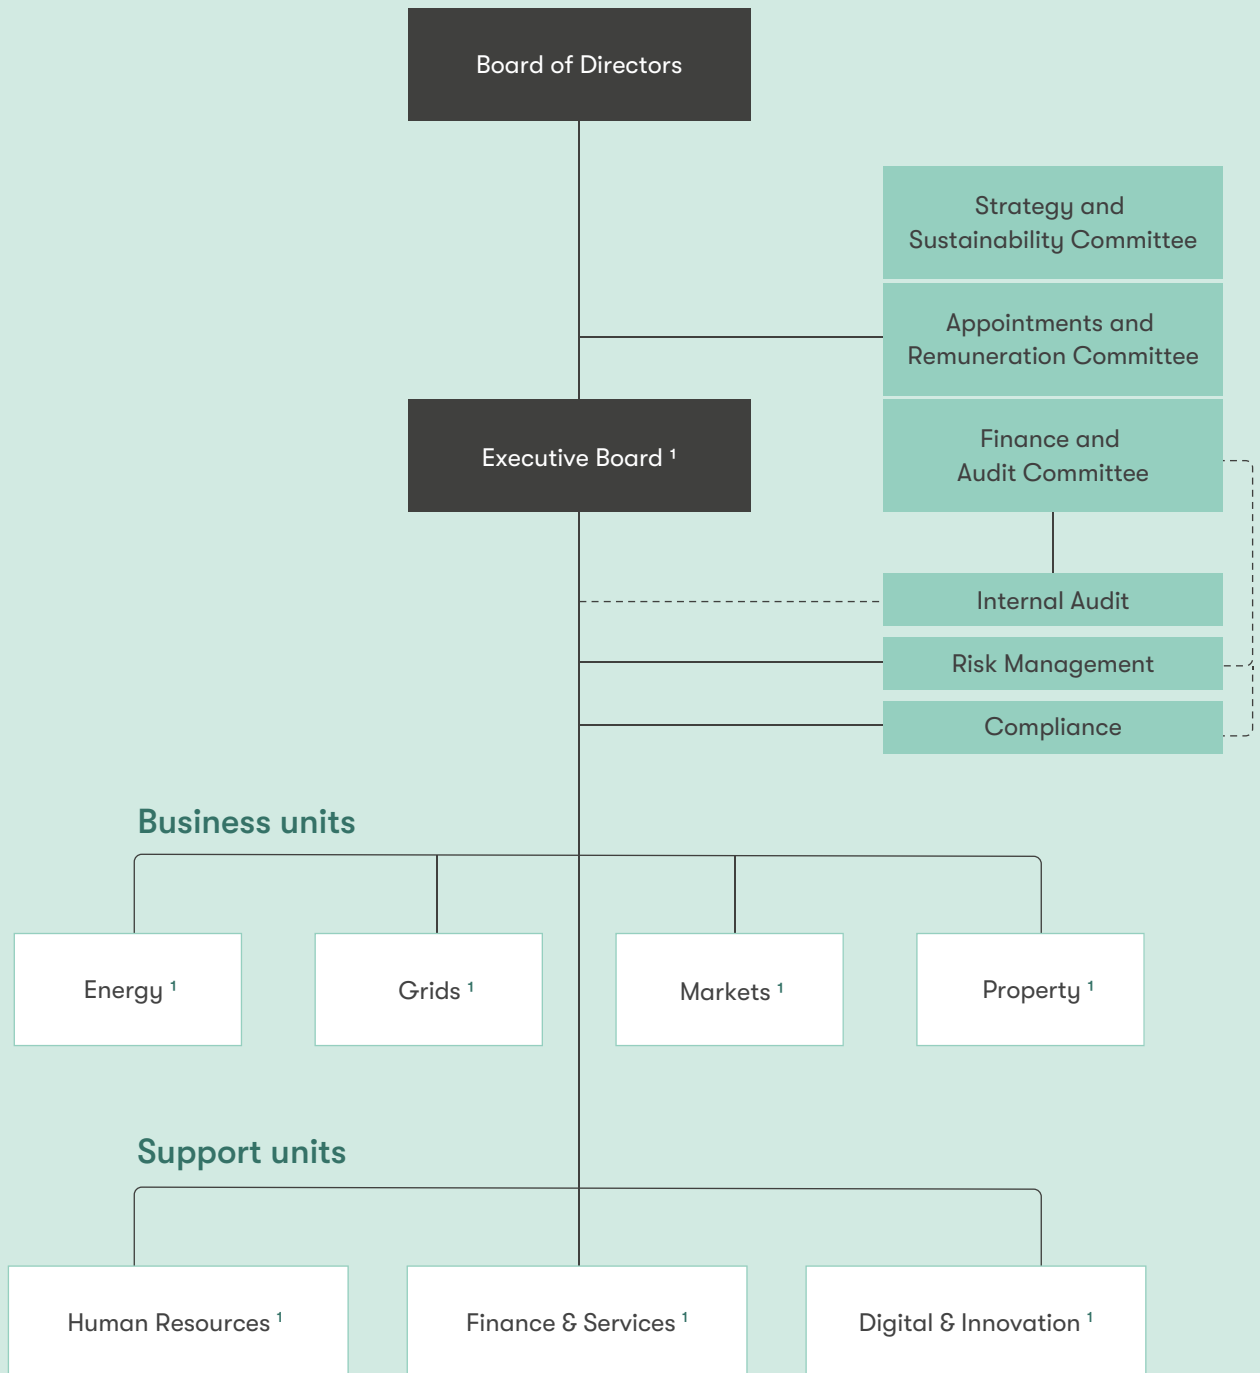 Board of Directors
Strategy and
Sustainability Committee
Appointments and
Remuneration Committee
Executive Board ¹
Finance and
Audit Committee
Internal Audit
Risk Management
Compliance
Business units
Energy ¹
Grids ¹
Markets ¹
Property ¹
Support units
Human Resources ¹
Finance & Services ¹
Digital & Innovation ¹